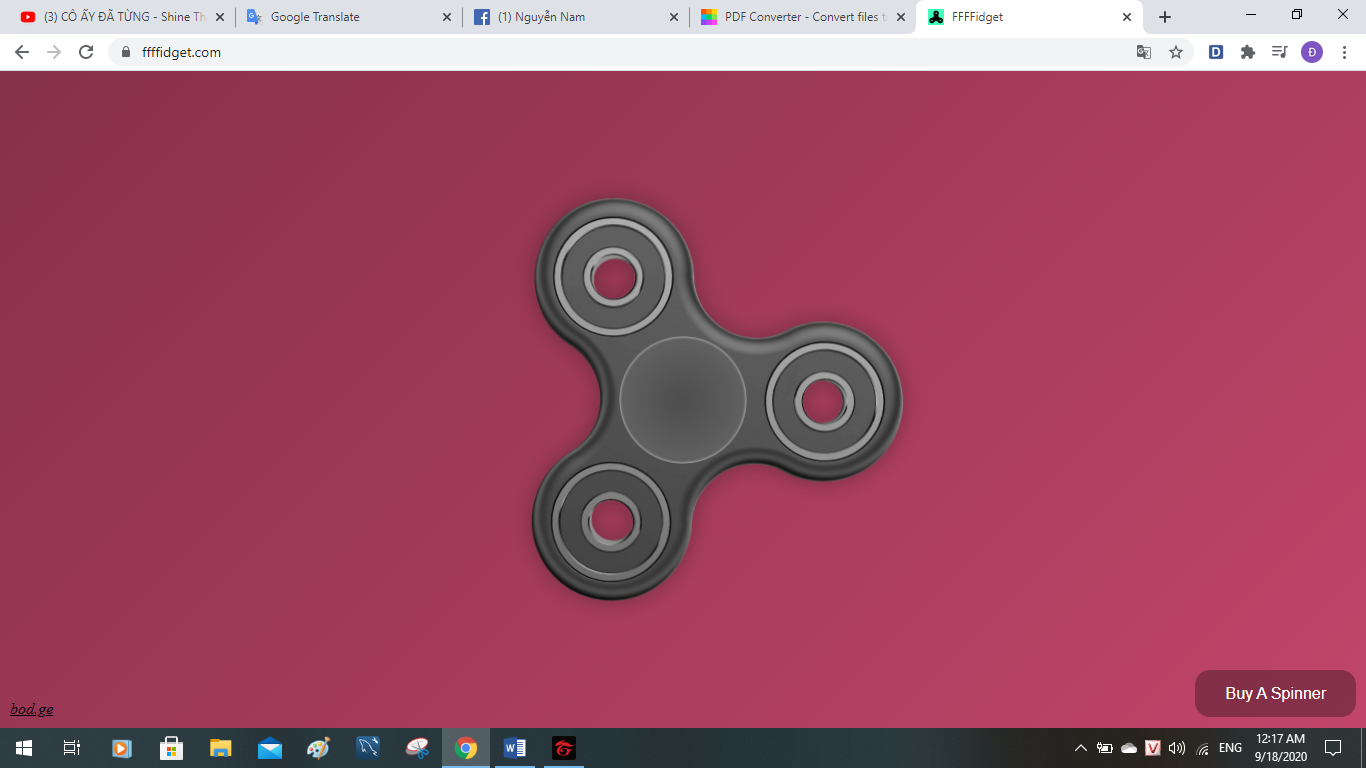 (3) CÔ ẤY ĐÃ TỪNG - Shine Th
Google Translate
(1) Nguyễn Nam
PDF Converter - Convert files t
FFFFidget
ffffidget.com
D
Đ
Buy A Spinner
bod.ge
W
V
ENG
12:17 AM
9/18/2020